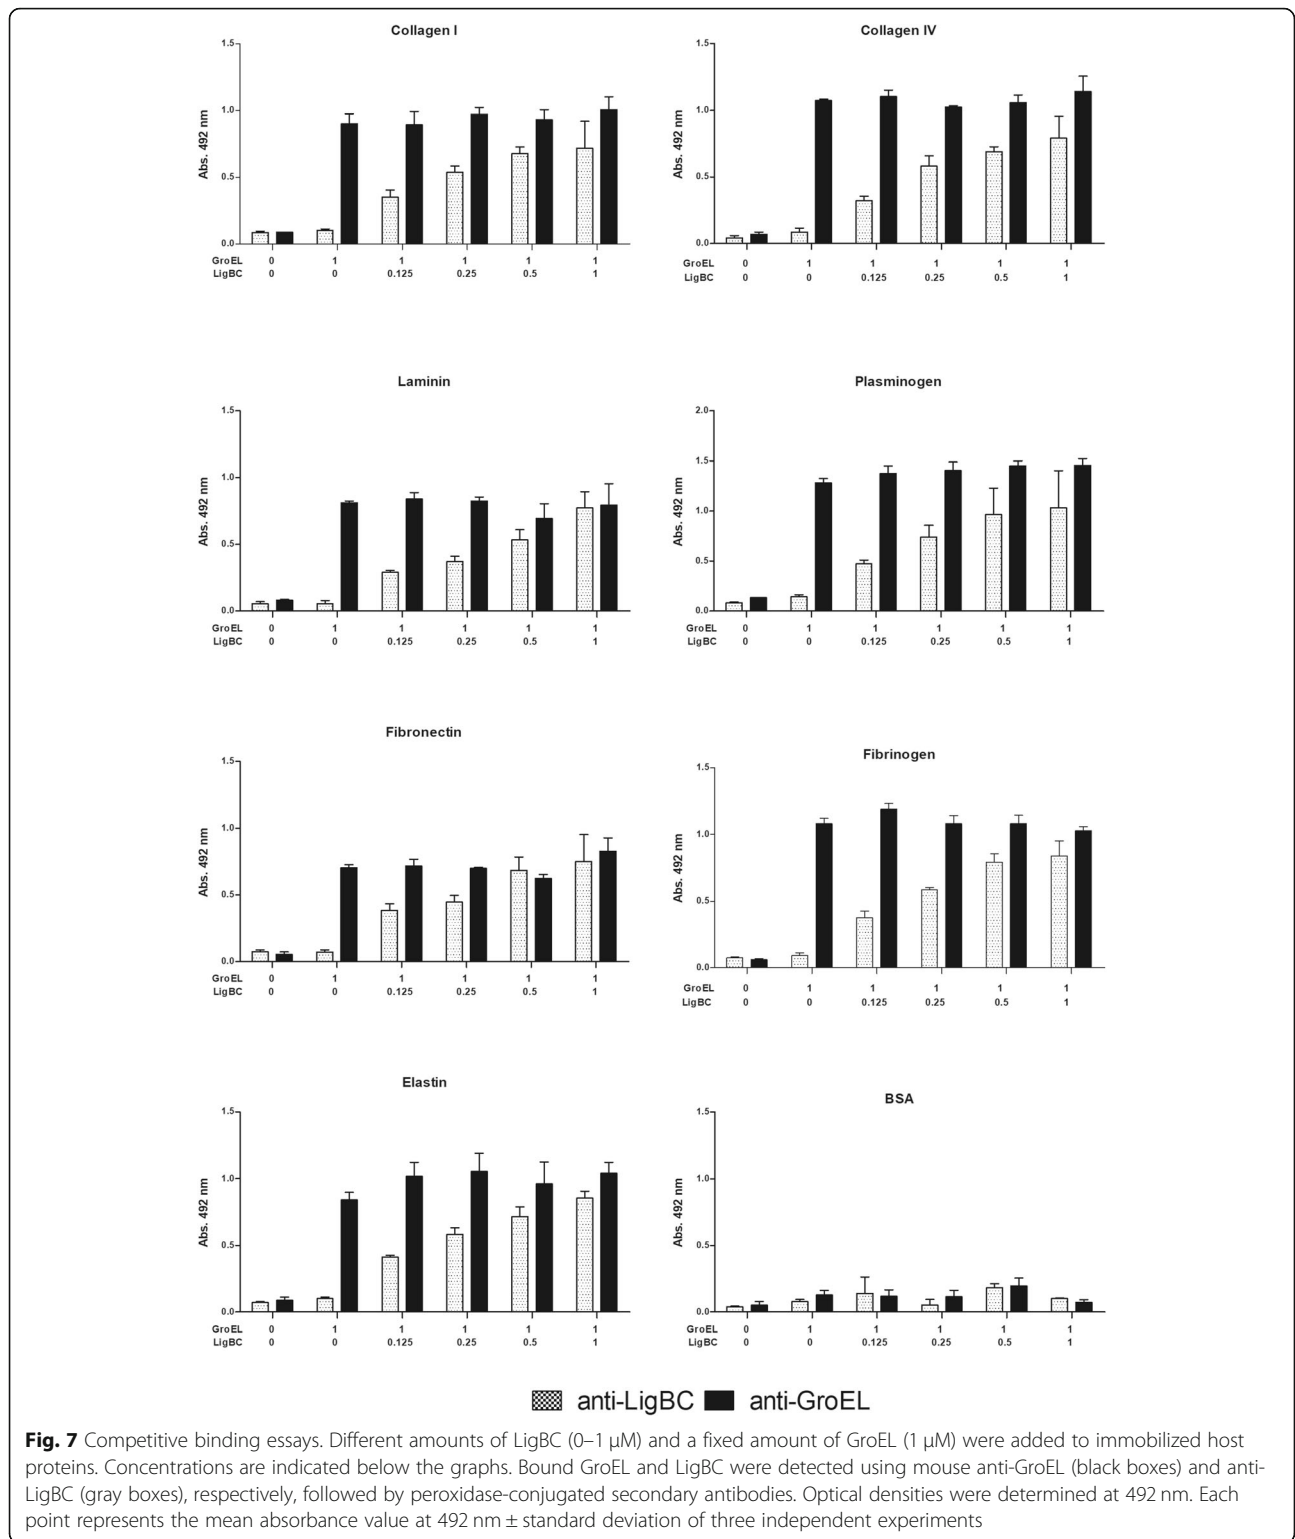 Collagen I
Abs. 492 nm
1.5
1.0
0.5
0.0
GroEL 0 1 1 1 1 1
LigBC 0 0 0.125 0.25 0.5 1
Collagen IV
Abs. 492 nm
1.5
1.0
0.5
0.0
GroEL 0 1 1 1 1 1
LigBC 0 0 0.125 0.25 0.5 1
Laminin
Abs. 492 nm
1.5
1.0
0.5
0.0
GroEL 0 1 1 1 1 1
LigBC 0 0 0.125 0.25 0.5 1
Plasminogen
Abs. 492 nm
2.0
1.5
1.0
0.5
0.0
GroEL 0 1 1 1 1 1
LigBC 0 0 0.125 0.25 0.5 1
Fibronectin
Abs. 492 nm
1.5
1.0
0.5
0.0
GroEL 0 1 1 1 1 1
LigBC 0 0 0.125 0.25 0.5 1
Fibrinogen
Abs. 492 nm
1.5
1.0
0.5
0.0
GroEL 0 1 1 1 1 1
LigBC 0 0 0.125 0.25 0.5 1
Elastin
Abs. 492 nm
1.5
1.0
0.5
0.0
GroEL 0 1 1 1 1 1
LigBC 0 0 0.125 0.25 0.5 1
BSA
Abs. 492 nm
1.5
1.0
0.5
0.0
GroEL 0 1 1 1 1 1
LigBC 0 0 0.125 0.25 0.5 1
anti-LigBC anti-GroEL
Fig. 7 Competitive binding essays. Different amounts of LigBC (0–1 μM) and a fixed amount of GroEL (1 μM) were added to immobilized host
proteins. Concentrations are indicated below the graphs. Bound GroEL and LigBC were detected using mouse anti-GroEL (black boxes) and anti-
LigBC (gray boxes), respectively, followed by peroxidase-conjugated secondary antibodies. Optical densities were determined at 492 nm. Each
point represents the mean absorbance value at 492 nm ± standard deviation of three independent experiments